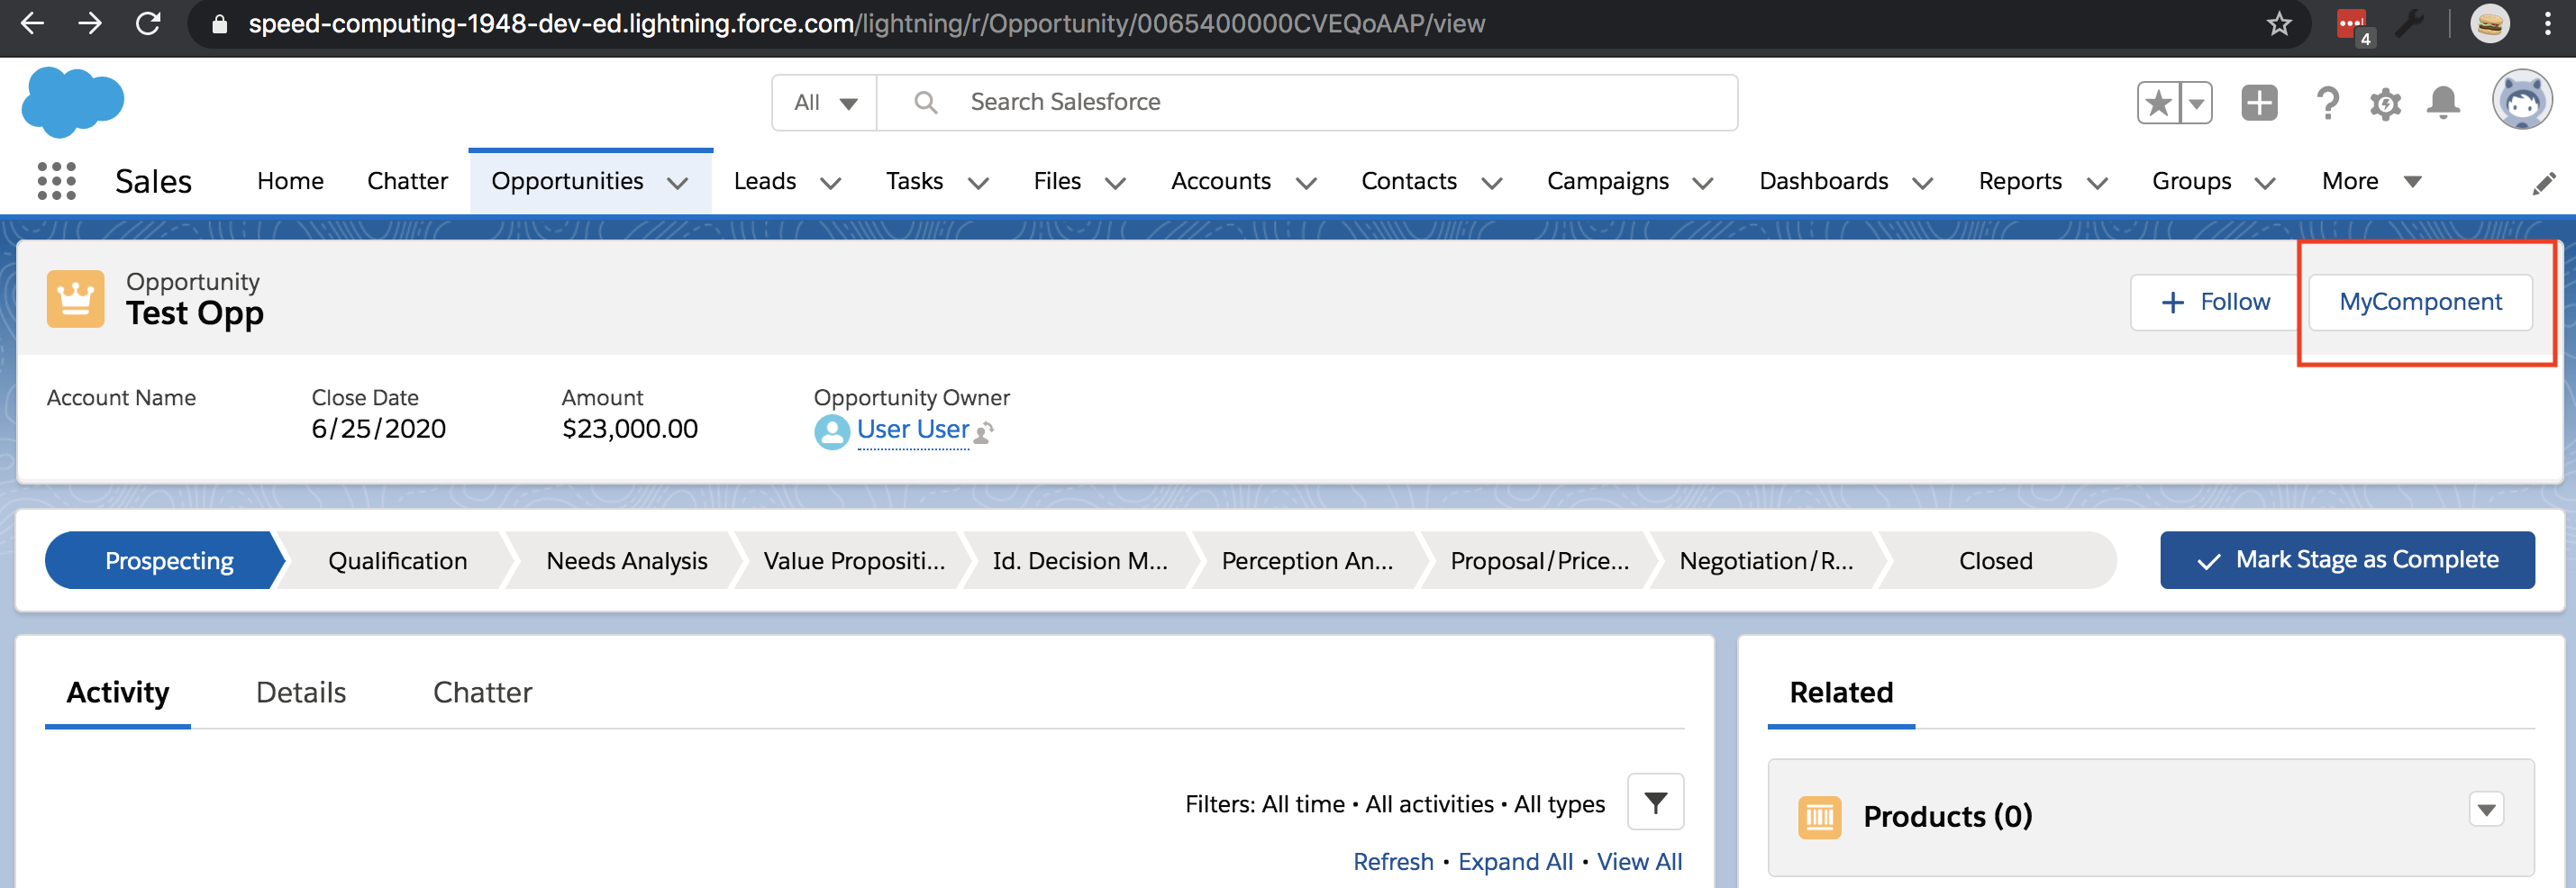 speed-computing-1948-dev-ed.lightning.force.com/lightning/r/Opportunity/0065400000CVEQoAAP/view
4
All
Search Salesforce
Sales Home Chatter Opportunities Leads Tasks Files Accounts Contacts Campaigns Dashboards Reports Groups More
Opportunity
Test Opp
+ Follow
MyComponent
Account Name Close Date Amount Opportunity Owner
6/25/2020 $23,000.00 User User
Prospecting Qualification Needs Analysis Value Propositi... Id. Decision M... Perception An... Proposal/Price... Negotiation/R... Closed
Mark Stage as Complete
Activity Details Chatter
Related
Filters: All time • All activities • All types
Products (0)
Refresh • Expand All • View All